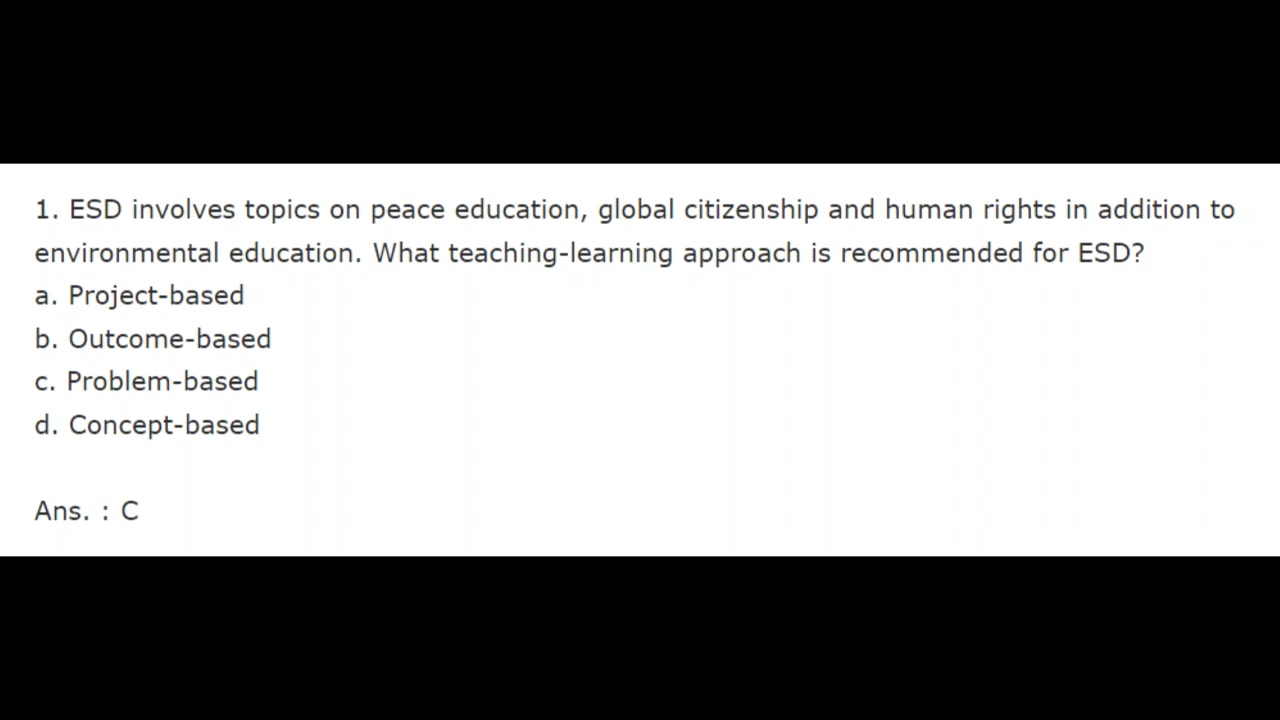 1. ESD involves topics on peace education, global citizenship and human rights in addition to
environmental education. What teaching-learning approach is recommended for ESD?
a. Project-based
b. Outcome-based
c. Problem-based
d. Concept-based
Ans. : C